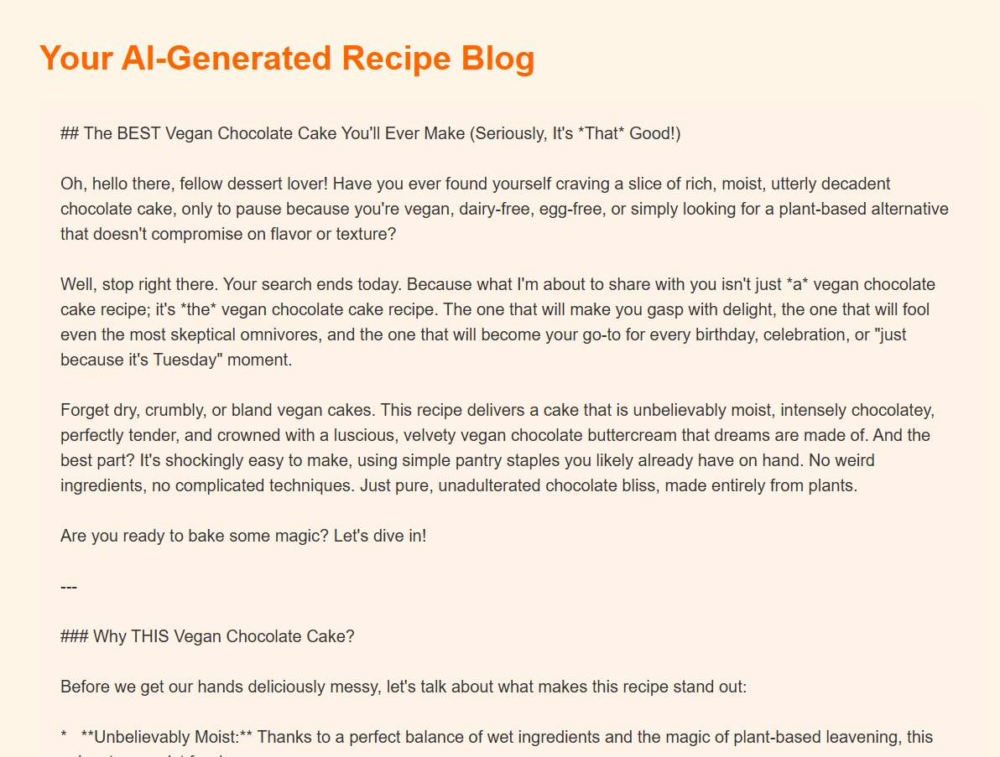 Your AI-Generated Recipe Blog
## The BEST Vegan Chocolate Cake You'll Ever Make (Seriously, It's *That* Good!)
Oh, hello there, fellow dessert lover! Have you ever found yourself craving a slice of rich, moist, utterly decadent
chocolate cake, only to pause because you're vegan, dairy-free, egg-free, or simply looking for a plant-based alternative
that doesn't compromise on flavor or texture?
Well, stop right there. Your search ends today. Because what I'm about to share with you isn't just *a* vegan chocolate
cake recipe; it's *the* vegan chocolate cake recipe. The one that will make you gasp with delight, the one that will fool
even the most skeptical omnivores, and the one that will become your go-to for every birthday, celebration, or "just
because it's Tuesday" moment.
Forget dry, crumbly, or bland vegan cakes. This recipe delivers a cake that is unbelievably moist, intensely chocolatey,
perfectly tender, and crowned with a luscious, velvety vegan chocolate buttercream that dreams are made of. And the
best part? It's shockingly easy to make, using simple pantry staples you likely already have on hand. No weird
ingredients, no complicated techniques. Just pure, unadulterated chocolate bliss, made entirely from plants.
Are you ready to bake some magic? Let's dive in!
---
### Why THIS Vegan Chocolate Cake?
Before we get our hands deliciously messy, let's talk about what makes this recipe stand out:
*   **Unbelievably Moist:** Thanks to a perfect balance of wet ingredients and the magic of plant-based leavening, this